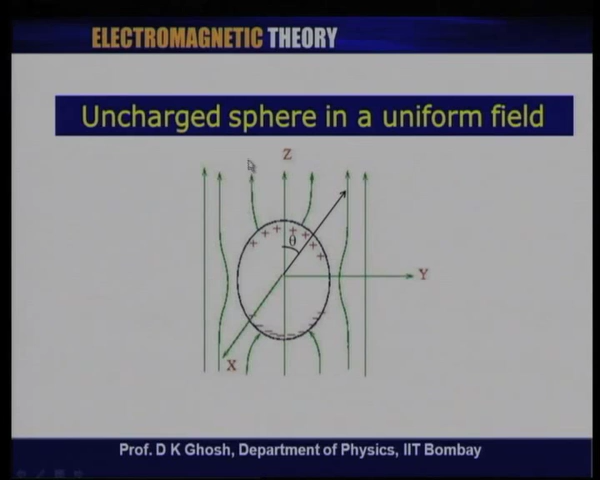 ELECTROMAGNETIC THEORY
Uncharged sphere in a uniform field
Z
θ
Y
X
Prof. D K Ghosh, Department of Physics, IIT Bombay